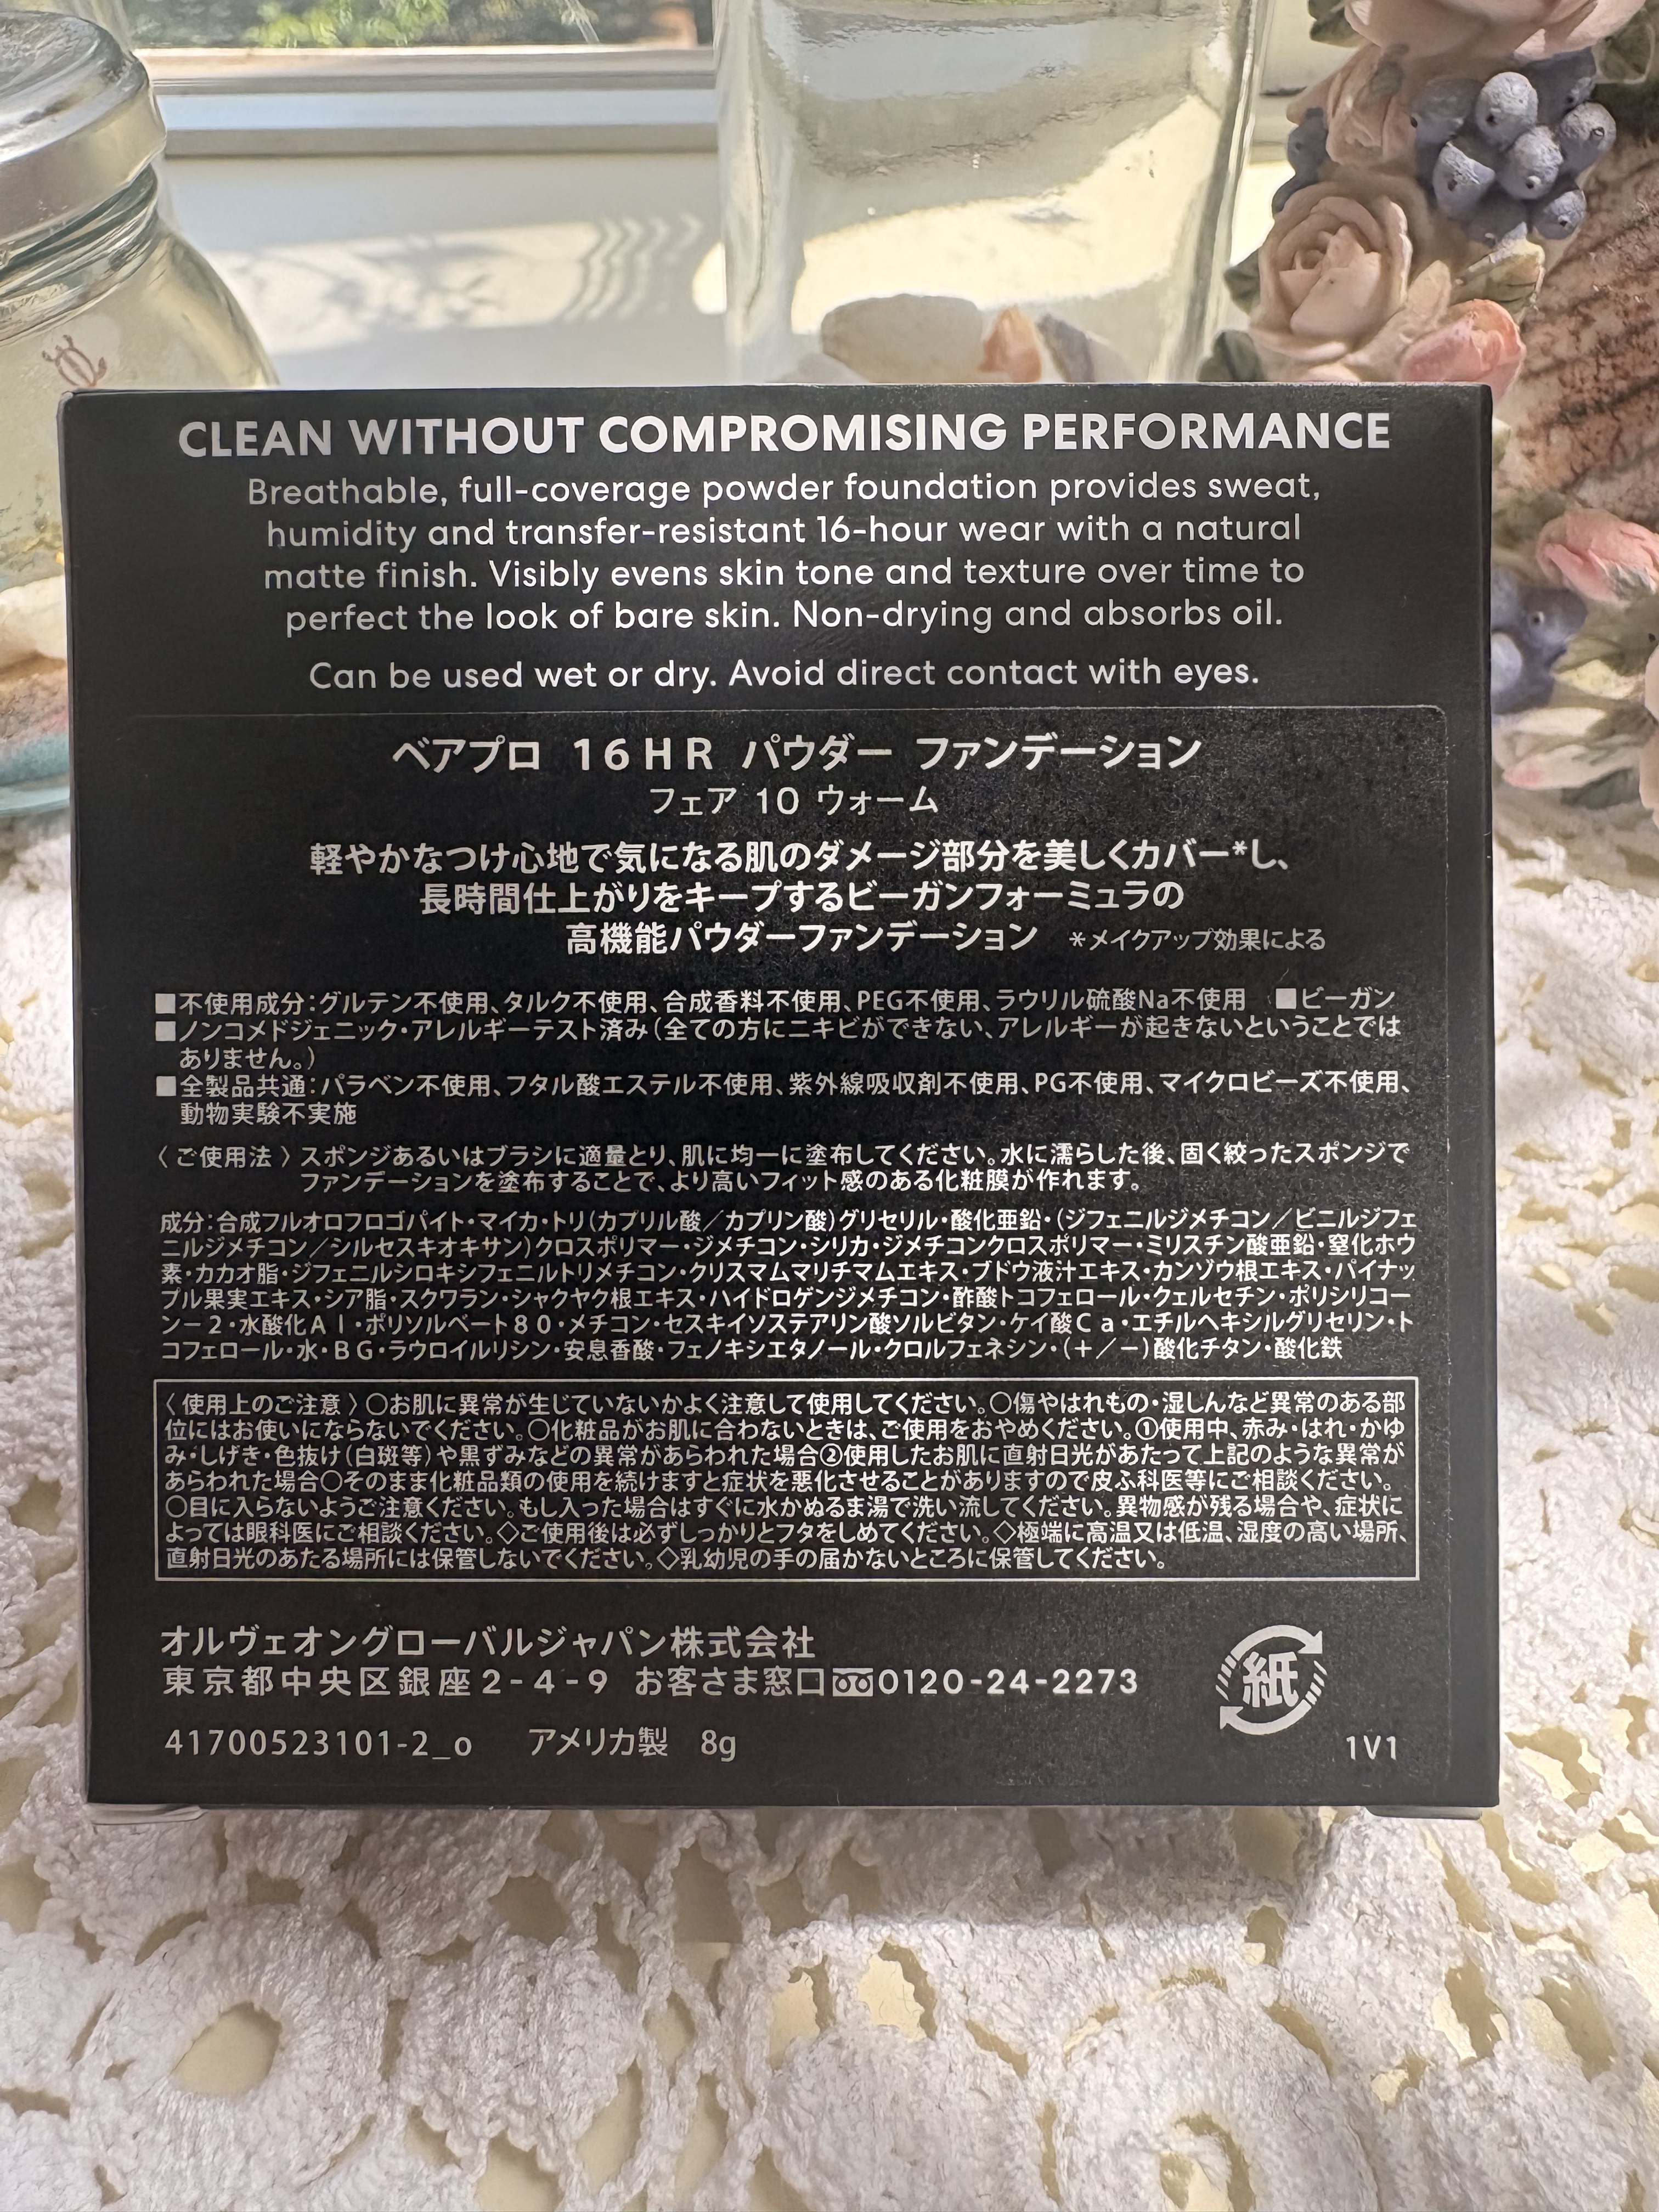 CLEAN WITHOUT COMPROMISING PERFORMANCE
Breathable, full-coverage powder foundation provides sweat,
humidity and transfer-resistant 16-hour wear with a natural
matte finish. Visibly evens skin tone and texture over time to
perfect the look of bare skin. Non-drying and absorbs oil.
Can be used wet or dry. Avoid direct contact with eyes.
ベアプロ 16HR パウダー ファンデーション
フェア 10 ウォーム
軽やかなつけ心地で気になる肌のダメージ部分を美しくカバー*し、
長時間仕上がりをキープするビーガンフォーミュラの
高機能パウダーファンデーション *メイクアップ効果による
■不使用成分:グルテン不使用、タルク不使用、合成香料不使用、PEG不使用、ラウリル硫酸Na不使用 ■ビーガン
■ノンコメドジェニック・アレルギーテスト済み(全ての方にニキビができない、アレルギーが起きないということでは
ありません。)
■全製品共通:パラベン不使用、フタル酸エステル不使用、紫外線吸収剤不使用、PG不使用、マイクロビーズ不使用、
動物実験不実施
〈ご使用法〉スポンジあるいはブラシに適量とり、肌に均一に塗布してください。水に濡らした後、固く絞ったスポンジで
ファンデーションを塗布することで、より高いフィット感のある化粧膜が作れます。
成分:合成フルオロフロゴパイト・マイカ・トリ(カプリル酸/カプリン酸)グリセリル・酸化亜鉛・(ジフェニルジメチコン/ビニルジフェ
ニルジメチコン/シルセスキオキサン)クロスポリマー・ジメチコン・シリカ・ジメチコンクロスポリマー・ミリスチン酸亜鉛・窒化ホウ
素・カカオ脂・ジフェニルシロキシフェニルトリメチコン・クリスマムマリチマムエキス・ブドウ液汁エキス・カンゾウ根エキス・パイナッ
プル果実エキス・シア脂・スクワラン・シャクヤク根エキス・ハイドロゲンジメチコン・酢酸トコフェロール・クェルセチン・ポリシリコー
ン-2・水酸化Al・ポリソルベート80・メチコン・セスキイソステアリン酸ソルビタン・ケイ酸Ca・エチルヘキシルグリセリン・ト
コフェロール・水・BG・ラウロイルリシン・安息香酸・フェノキシエタノール・クロルフェネシン・(+/-)酸化チタン・酸化鉄
〈使用上のご注意〉○お肌に異常が生じていないかよく注意して使用してください。○傷やはれもの・湿しんなど異常のある部
位にはお使いにならないでください。○化粧品がお肌に合わないときは、ご使用をおやめください。①使用中、赤み・はれ・かゆ
み・しげき・色抜け(白斑等)や黒ずみなどの異常があらわれた場合②使用したお肌に直射日光があたって上記のような異常が
あらわれた場合○そのまま化粧品類の使用を続けますと症状を悪化させることがありますので皮ふ科医等にご相談ください。
○目に入らないようご注意ください。もし入った場合はすぐに水かぬるま湯で洗い流してください。異物感が残る場合や、症状に
よっては眼科医にご相談ください。◇ご使用後は必ずしっかりとフタをしめてください。◇極端に高温又は低温、湿度の高い場所、
直射日光のあたる場所には保管しないでください。◇乳幼児の手の届かないところに保管してください。
オルヴェオングローバルジャパン株式会社
東京都中央区銀座2-4-9 お客さま窓口0120-24-2273
紙
41700523101-2_o アメリカ製 8g
1V1